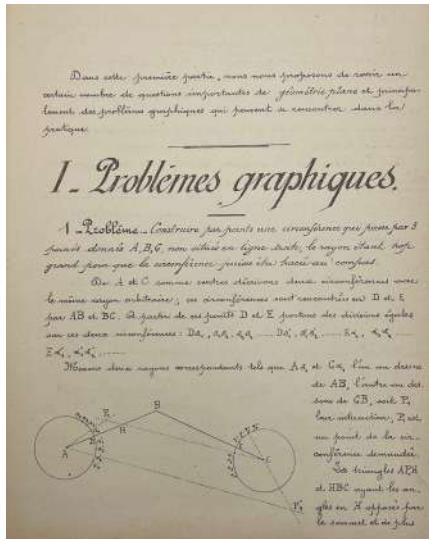 Dans cette première partie, nous nous proposons de revoir un
certain nombre de questions importantes de géométrie plane et principa-
lement des problèmes graphiques qui peuvent se rencontrer dans la
pratique.
I - Problèmes graphiques.
1 - Problème - Construire par points une circonférence qui passe par 3
points donnés A, B, C, non situés en ligne droite, le rayon étant trop
grand pour que la circonférence puisse être tracée au compas.
De A et C comme centres décrivons deux circonférences avec
le même rayon arbitraire ; ces circonférences sont rencontrées en D et E
par AB et BC. A partir de ces points D et E portons des divisions égales
sur ces deux circonférences :
Menons deux rayons correspondants tels que
et
l'un au dessus
de AB, l'autre au des-
sous de CB, soit P₁
leur intersection, P₁ est
un point de la cir-
conférence demandée.
Les triangles APH
et HBC ayant les an-
gles en H opposés par
le sommet et de plus
A
B
H
C
P₁